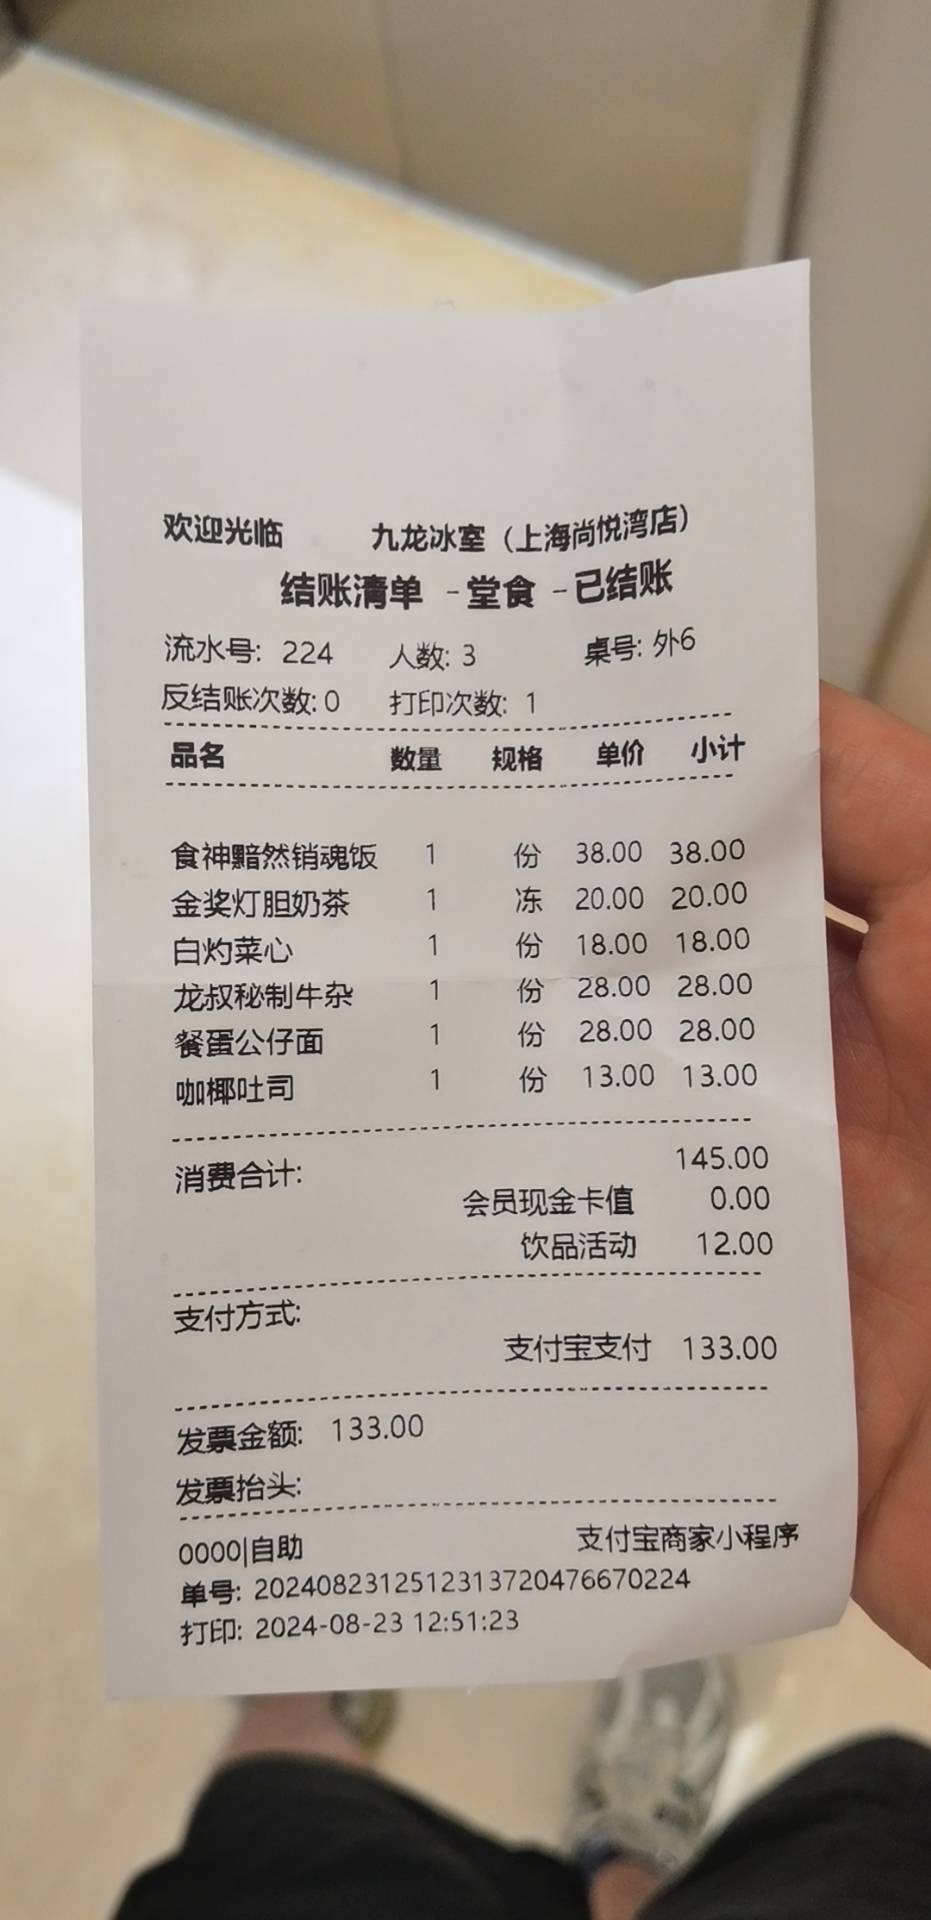 欢迎光临 九龙冰室（上海尚悦湾店）
结账清单 -堂食 -已结账
流水号: 224 人数: 3 桌号: 外6
反结账次数: 0 打印次数: 1
品名 数量 规格 单价 小计
食神黯然销魂饭 1 份 38.00 38.00
金奖灯胆奶茶 1 冻 20.00 20.00
白灼菜心 1 份 18.00 18.00
龙叔秘制牛杂 1 份 28.00 28.00
餐蛋公仔面 1 份 28.00 28.00
咖椰吐司 1 份 13.00 13.00
消费合计: 145.00
会员现金卡值 0.00
饮品活动 12.00
支付方式:
支付宝支付 133.00
发票金额: 133.00
发票抬头:
0000|自助 支付宝商家小程序
单号: 20240823125123137204766​70224
打印: 2024-08-23 12:51:23